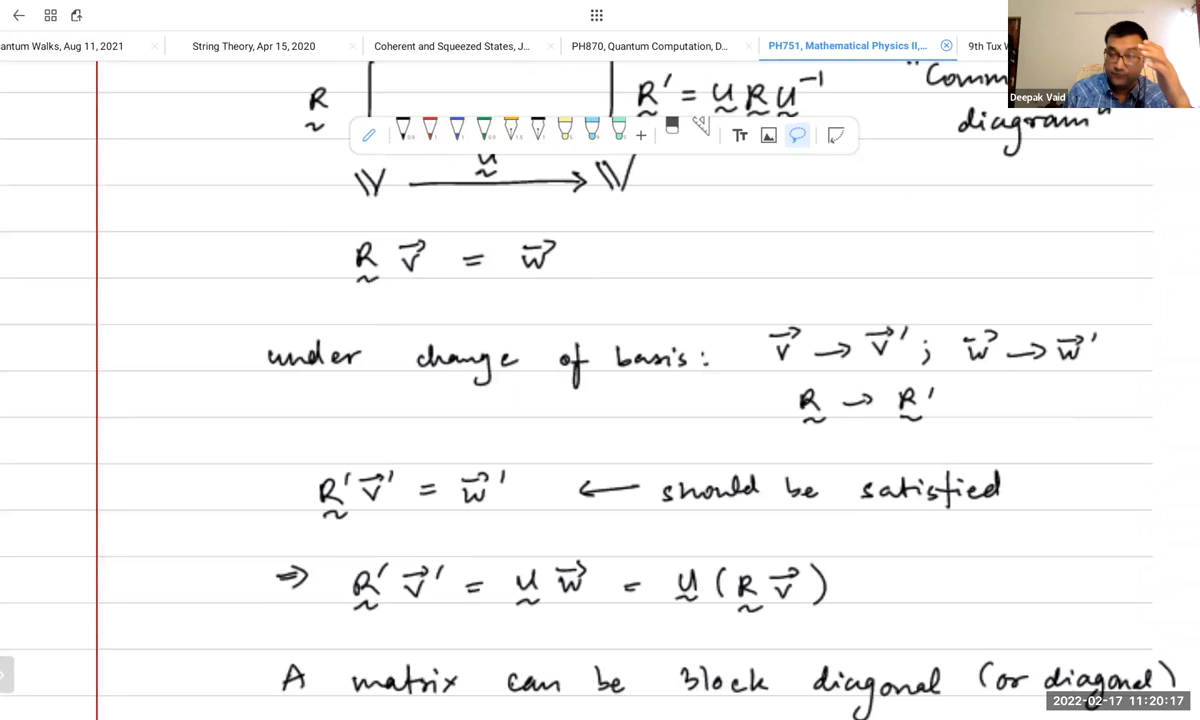 antum Walks, Aug 11, 2021 String Theory, Apr 15, 2020 Coherent and Squeezed States, J... PH870, Quantum Computation, D... PH751, Mathematical Physics II,... 9th Tux W
Deepak Vaid
R R' = U R U⁻¹ "Comm
diagram"
Tт
V U V
R v⃗ = w⃗
under change of basis: v⃗ → v⃗'; w⃗ → w⃗'
R → R'
R' v⃗' = w⃗' ← should be satisfied
⇒ R' v⃗' = U w⃗ = U (R v⃗)
A matrix can be block diagonal (or diagonal)
2022-02-17 11:20:17